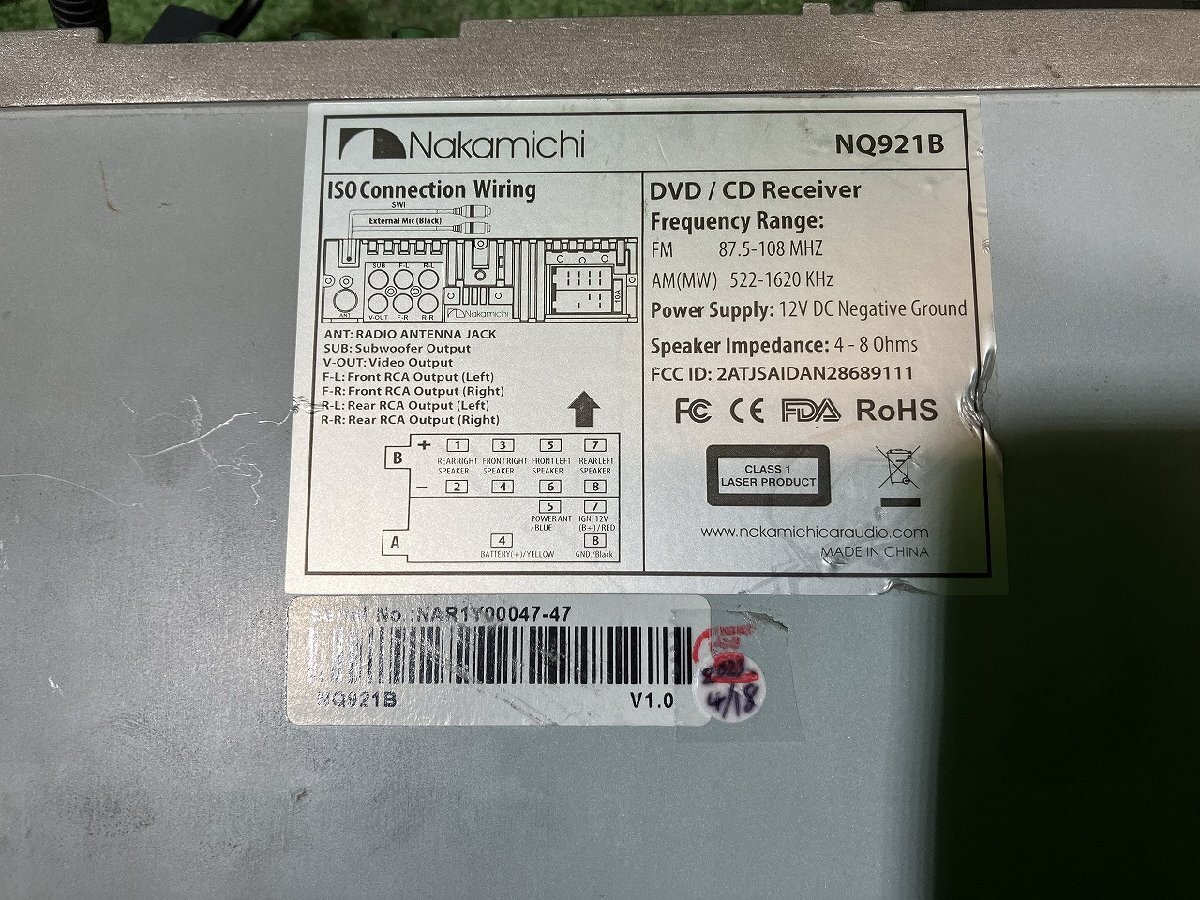 Nakamichi
NQ921B
ISO Connection Wiring
SWI
External Mic (Black)
SUB F-L R-L
ANT V-OUT F-R R-R
Nakamichi
10A
A C
ANT: RADIO ANTENNA JACK
SUB: Subwoofer Output
V-OUT: Video Output
F-L: Front RCA Output (Left)
F-R: Front RCA Output (Right)
R-L: Rear RCA Output (Left)
R-R: Rear RCA Output (Right)
B + 1 3 5 7
REAR RIGHT SPEAKER FRONT RIGHT SPEAKER FRONT LEFT SPEAKER REAR LEFT SPEAKER
– 2 4 6 8
5 7
POWER ANT /BLUE IGN 12V (B+)/RED
A 4 8
BATTERY(+)/YELLOW GND/Black
DVD / CD Receiver
Frequency Range:
FM 87.5-108 MHZ
AM(MW) 522-1620 KHz
Power Supply: 12V DC Negative Ground
Speaker Impedance: 4 - 8 Ohms
FCC ID: 2ATJSAIDAN28689111
FC CE FDA RoHS
CLASS 1
LASER PRODUCT
www.nckamichicaraudio.com
MADE IN CHINA
Serial No.:NAR1Y00047-47
NQ921B V1.0
4/18